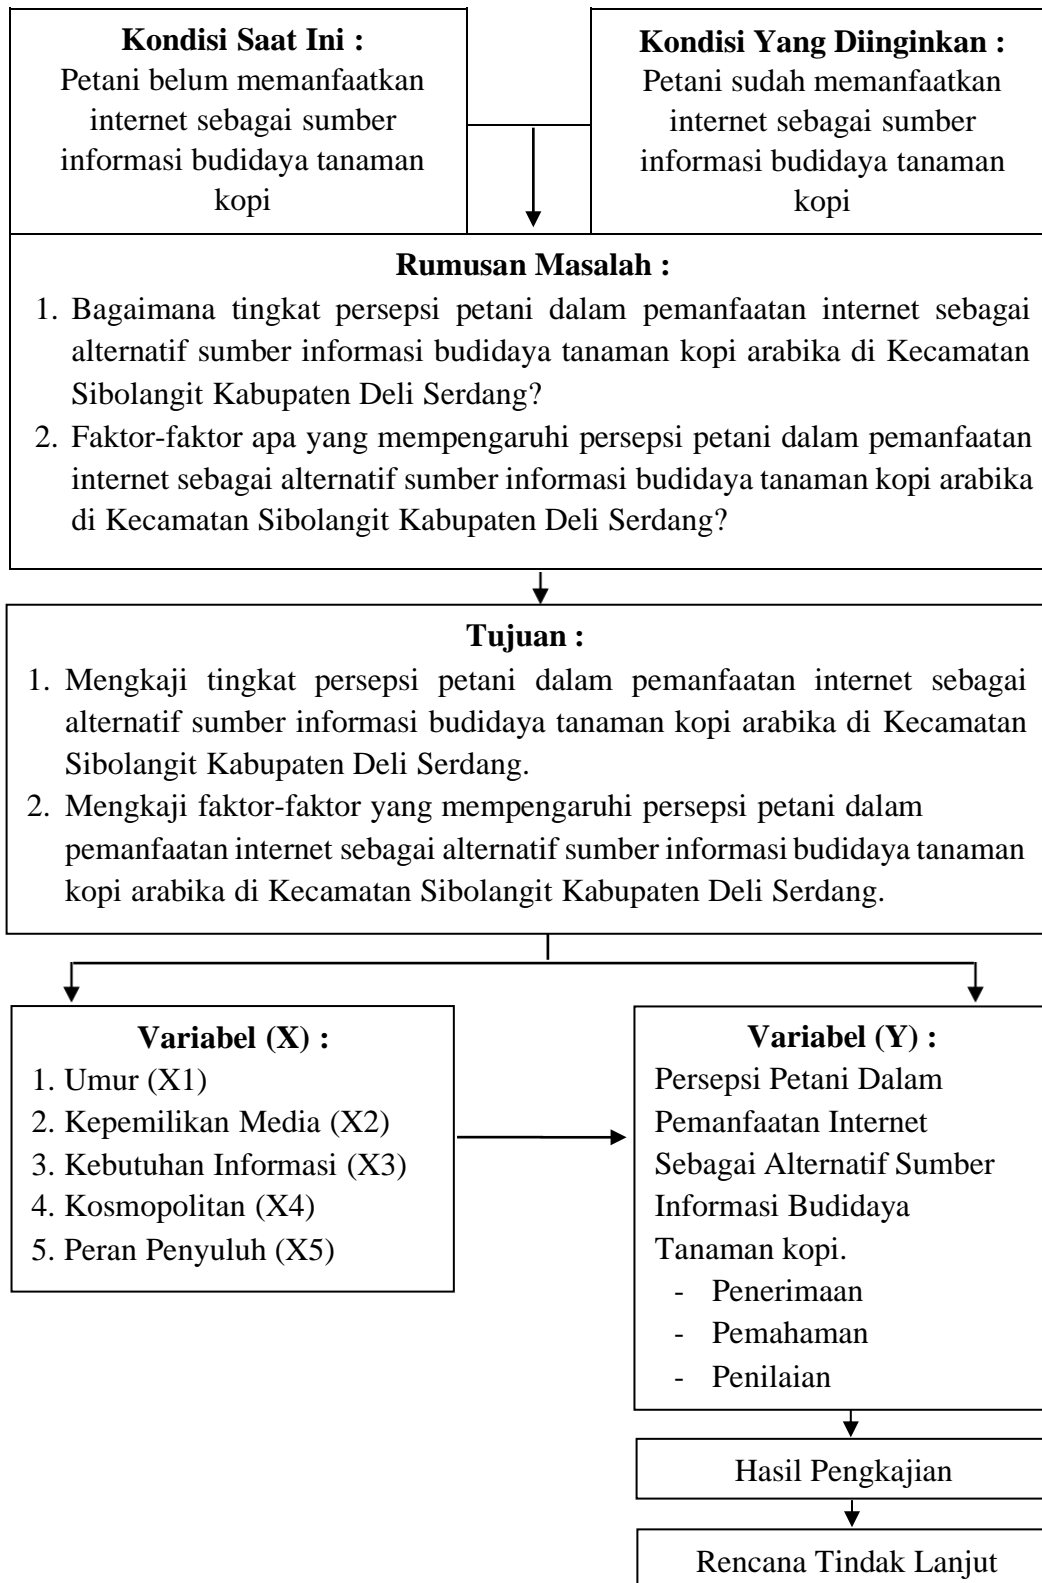 Kondisi Saat Ini :
Petani belum memanfaatkan
internet sebagai sumber
informasi budidaya tanaman
kopi
Kondisi Yang Diinginkan :
Petani sudah memanfaatkan
internet sebagai sumber
informasi budidaya tanaman
kopi
Rumusan Masalah :
1. Bagaimana tingkat persepsi petani dalam pemanfaatan internet sebagai
alternatif sumber informasi budidaya tanaman kopi arabika di Kecamatan
Sibolangit Kabupaten Deli Serdang?
2. Faktor-faktor apa yang mempengaruhi persepsi petani dalam pemanfaatan
internet sebagai alternatif sumber informasi budidaya tanaman kopi arabika
di Kecamatan Sibolangit Kabupaten Deli Serdang?
Tujuan :
1. Mengkaji tingkat persepsi petani dalam pemanfaatan internet sebagai
alternatif sumber informasi budidaya tanaman kopi arabika di Kecamatan
Sibolangit Kabupaten Deli Serdang.
2. Mengkaji faktor-faktor yang mempengaruhi persepsi petani dalam
pemanfaatan internet sebagai alternatif sumber informasi budidaya tanaman
kopi arabika di Kecamatan Sibolangit Kabupaten Deli Serdang.
Variabel (X) :
1. Umur (X1)
2. Kepemilikan Media (X2)
3. Kebutuhan Informasi (X3)
4. Kosmopolitan (X4)
5. Peran Penyuluh (X5)
Variabel (Y) :
Persepsi Petani Dalam
Pemanfaatan Internet
Sebagai Alternatif Sumber
Informasi Budidaya
Tanaman kopi.
- Penerimaan
- Pemahaman
- Penilaian
Hasil Pengkajian
Rencana Tindak Lanjut